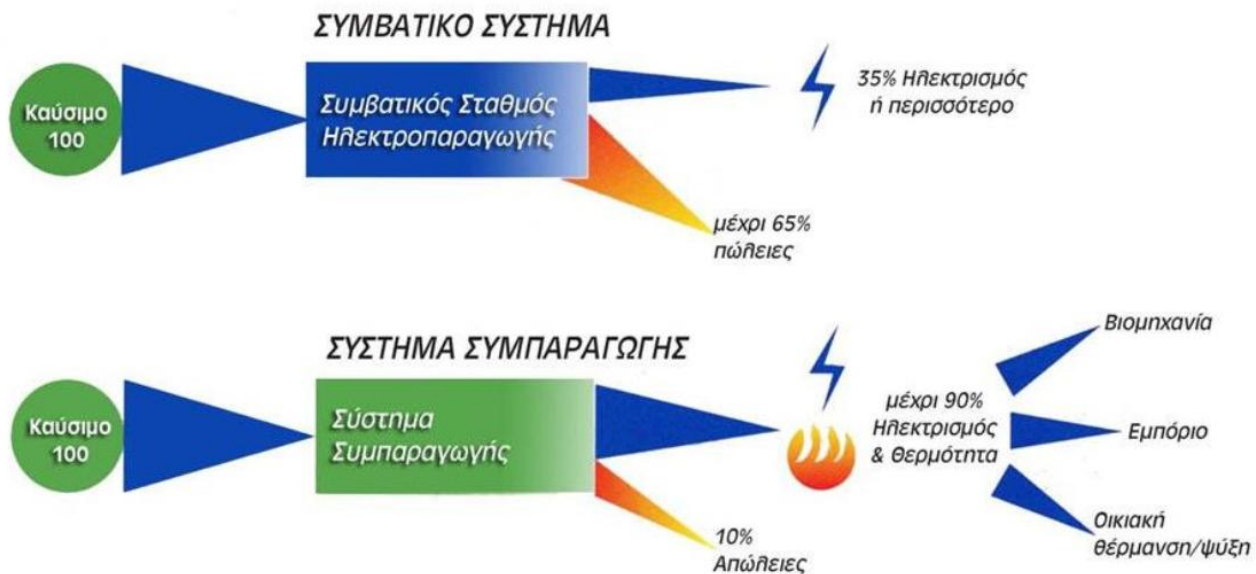 ΣΥΜΒΑΤΙΚΟ ΣΥΣΤΗΜΑ
Καύσιμο
100
Συμβατικός Σταθμός
Ηλεκτροπαραγωγής
35% Ηλεκτρισμός
ή περισσότερο
μέχρι 65%
πώλειες
ΣΥΣΤΗΜΑ ΣΥΜΠΑΡΑΓΩΓΗΣ
Καύσιμο
100
Σύστημα
Συμπαραγωγής
μέχρι 90%
Ηλεκτρισμός
& θερμότητα
Βιομηχανία
Εμπόριο
Οικιακή
θέρμανση/ψύξη
10%
Απώλειες